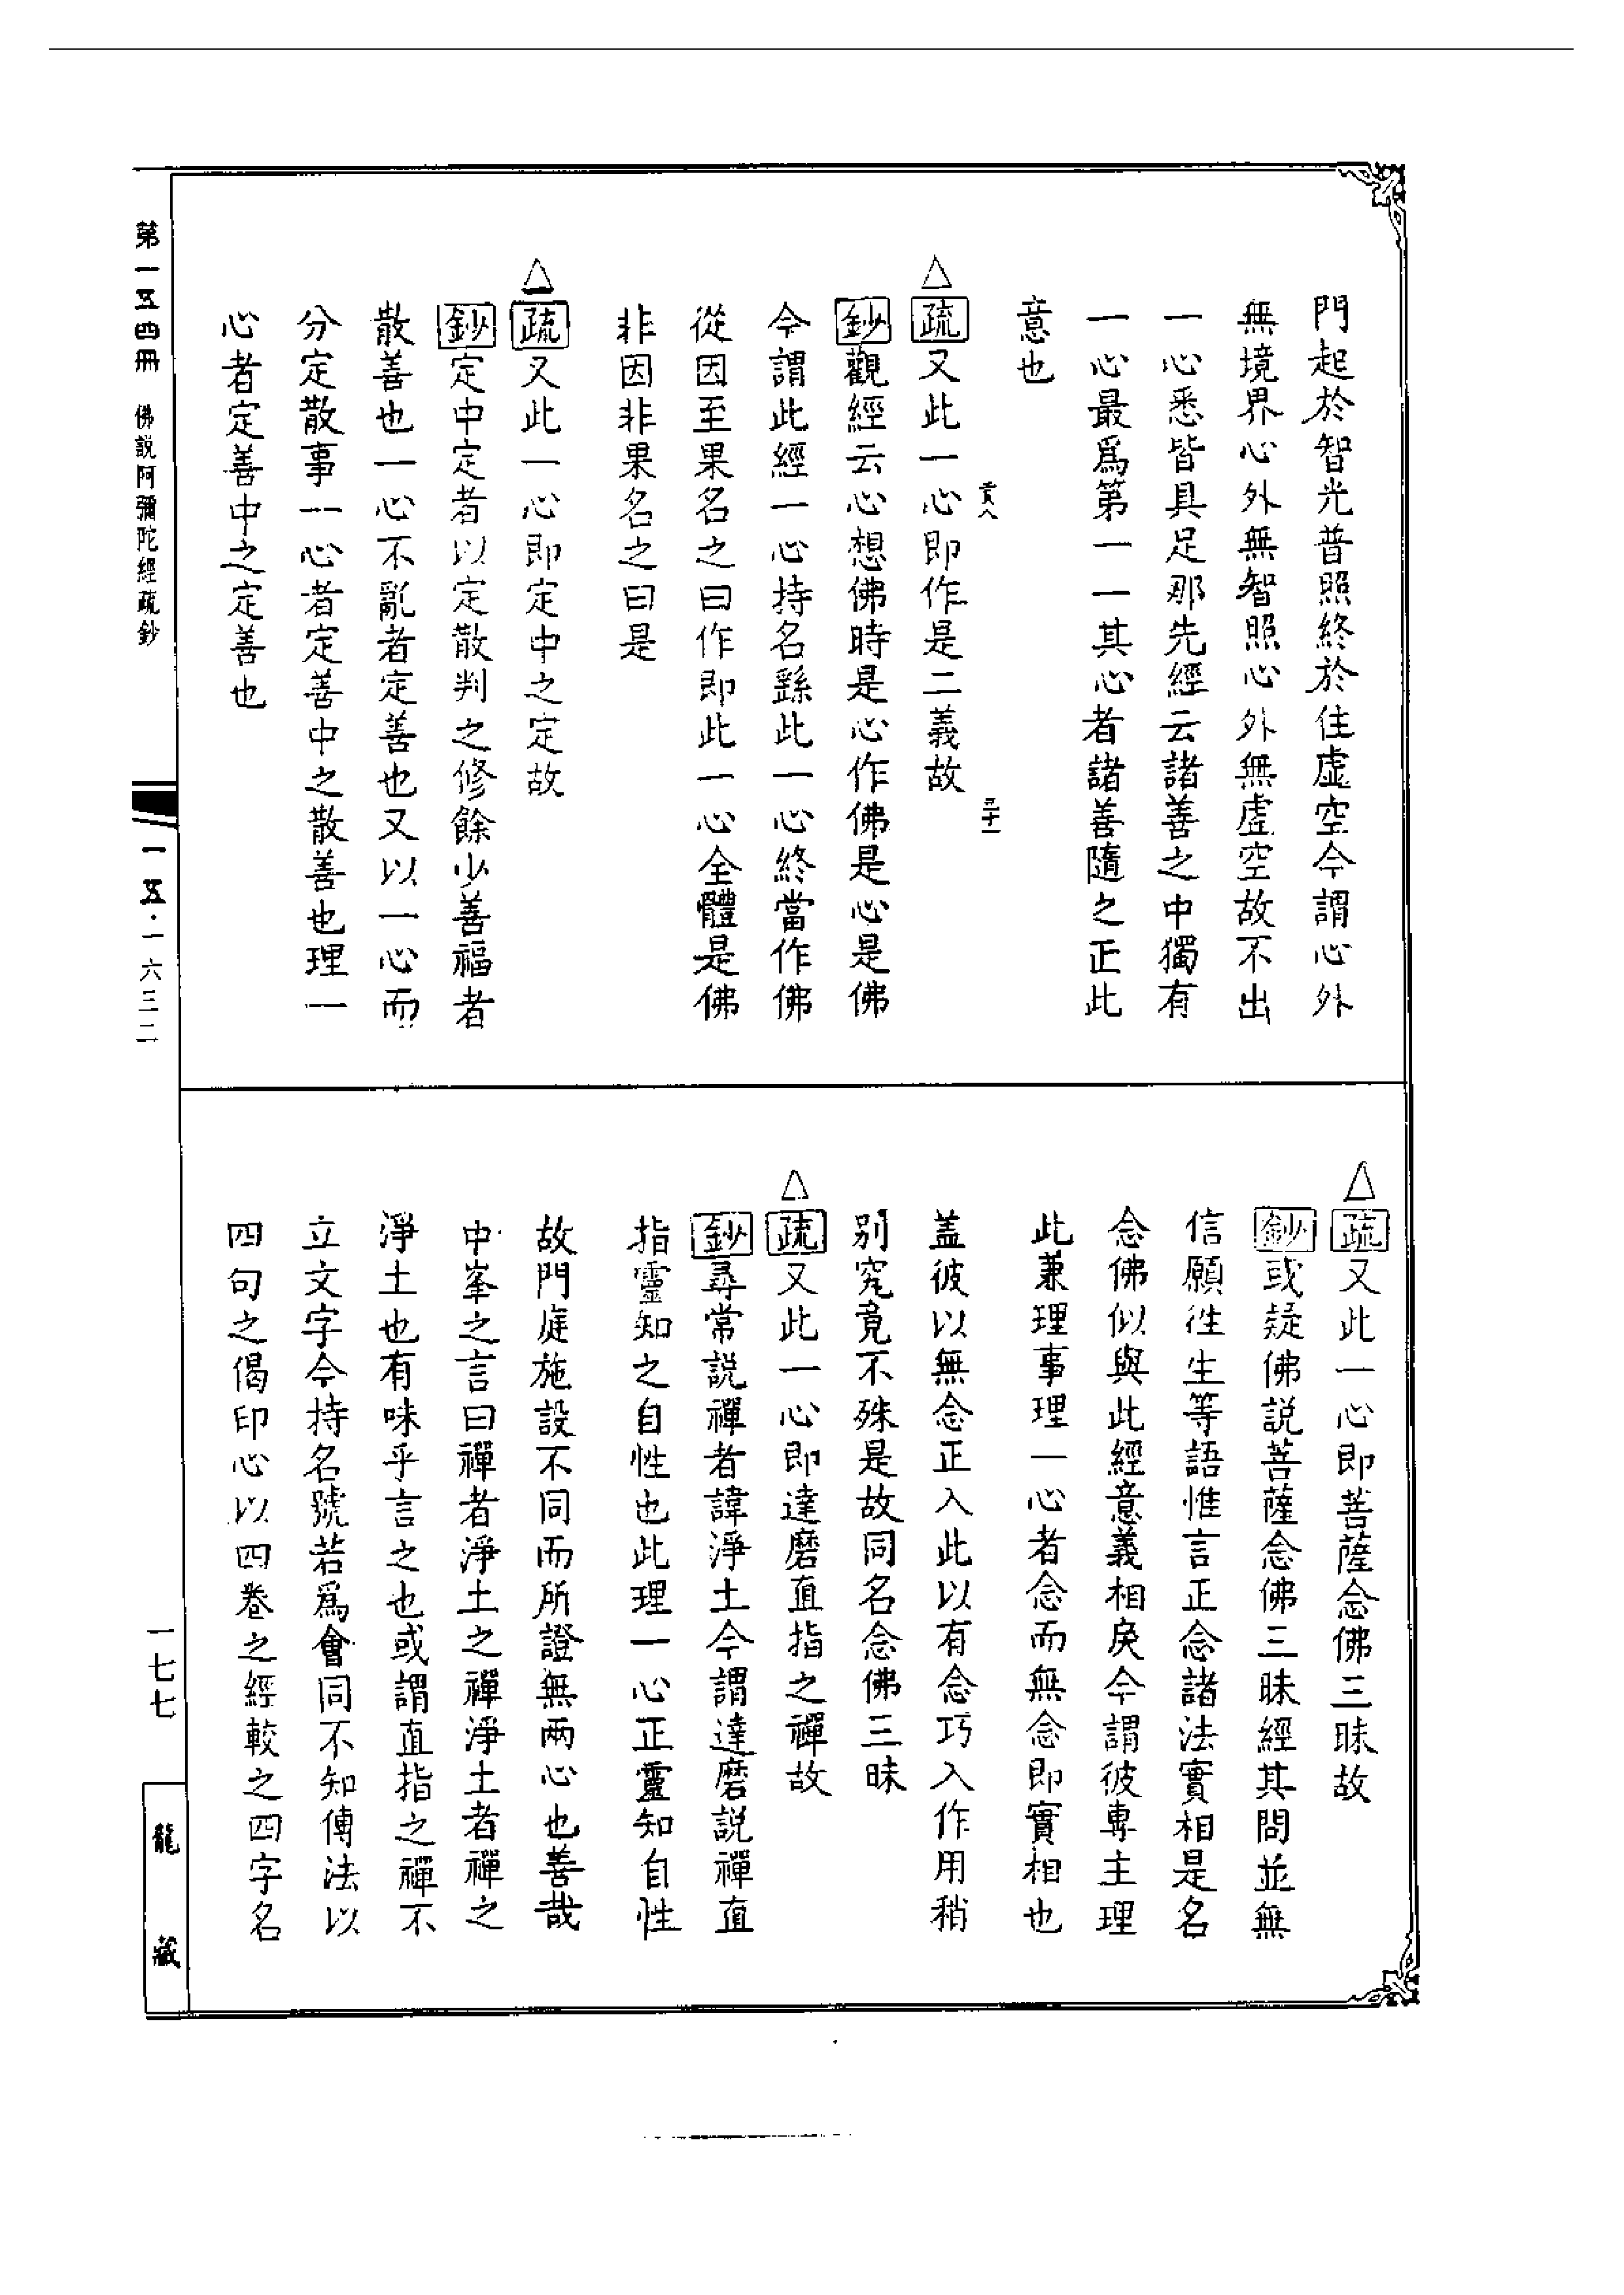 門起於智光普照終於住虛空今謂心外
無境界心外無智照心外無虛空故不出
一心悉皆具足那先經云諸善之中獨有
一心最爲第一一其心者諸善隨之正此
意也
△疏又此一心即作是二義故
鈔觀經云心想佛時是心作佛是心是佛
今謂此經一心持名繇此一心終當作佛
從因至果名之曰作即此一心全體是佛
非因非果名之曰是
△疏又此一心即定中之定故
鈔定中定者以定散判之修餘少善福者
散善也一心不亂者定善也又以一心而
分定散事一心者定善中之散善也理一
心者定善中之定善也
△疏又此一心即菩薩念佛三昧故
鈔或疑佛說菩薩念佛三昧經其問並無
信願徃生等語惟言正念諸法實相是名
念佛似與此經意義相戾今謂彼專主理
此兼理事理一心者念而無念即實相也
盖彼以無念正入此以有念巧入作用稍
別究竟不殊是故同名念佛三昧
△疏又此一心即達磨直指之禪故
鈔尋常說禪者諱淨土今謂達磨說禪直
指靈知之自性也此理一心正靈知自性
故門庭施設不同而所證無兩心也善哉
中峯之言曰禪者淨土之禪淨土者禪之
淨土也有味乎言之也或謂直指之禪不
立文字今持名號若爲會同不知傳法以
四句之偈印心以四卷之經較之四字名
第一五四冊 佛說阿彌陀經疏鈔
一五·一六三二
一七七
龍藏